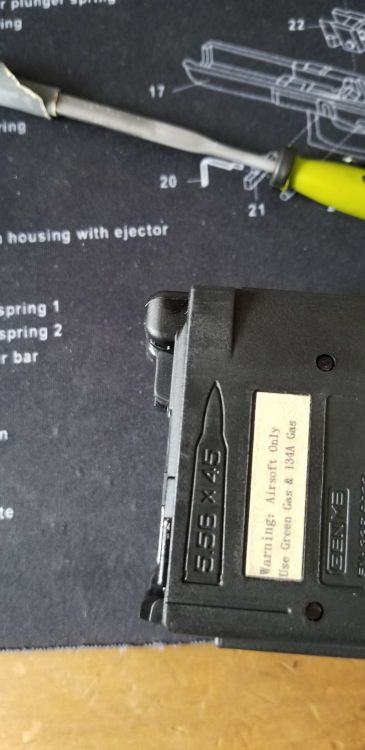 r plunger spring
22
17
ring
20
21
n housing with ejector
spring 1
spring 2
er bar
n
te
5.56 X 45
Warning: Airsoft Only
Use Green Gas & 134A Gas